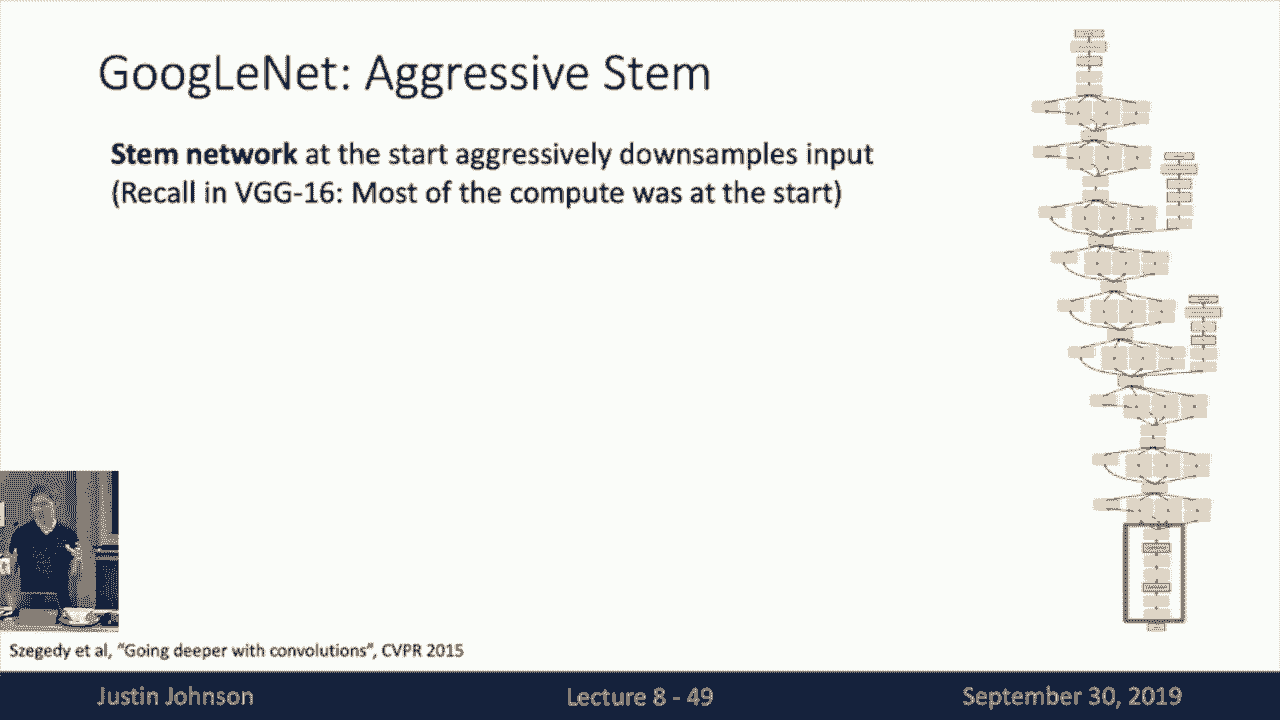 GoogLeNet: Aggressive Stem
Stem network at the start aggressively downsamples input
(Recall in VGG-16: Most of the compute was at the start)
Szegedy et al, “Going deeper with convolutions”, CVPR 2015
Justin Johnson
Lecture 8 - 49
September 30, 2019